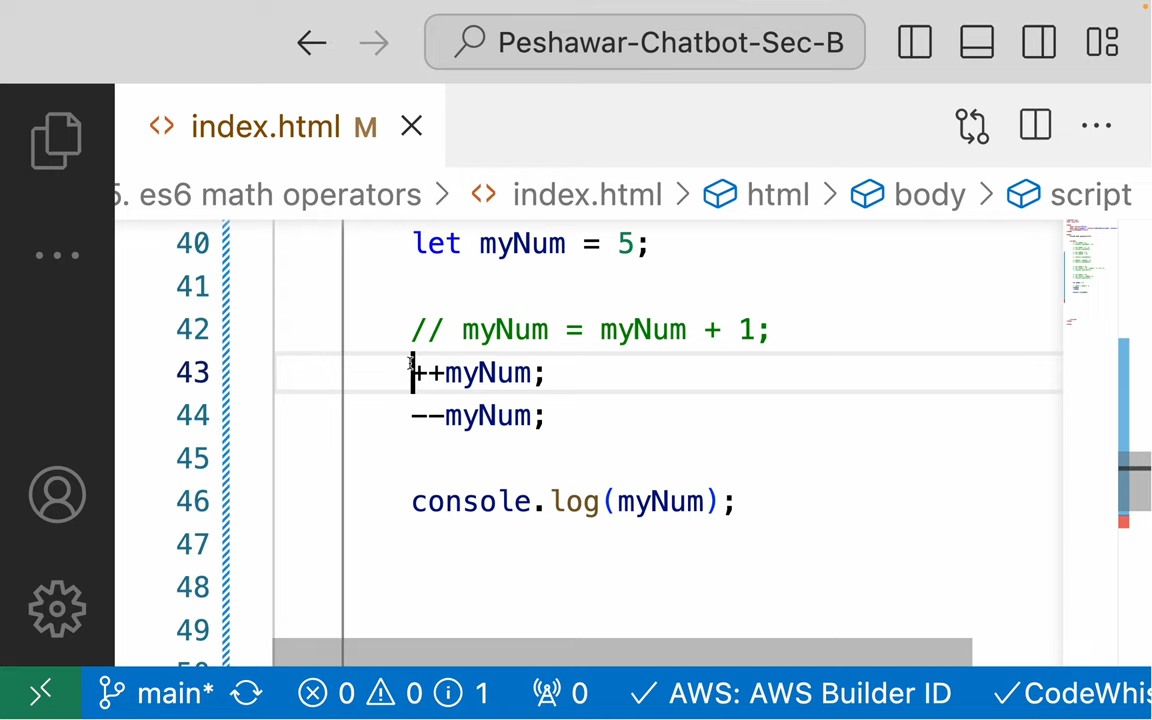 Peshawar-Chatbot-Sec-B
index.html M
5. es6 math operators > index.html > html > body > script
40 let myNum = 5;
41
42 // myNum = myNum + 1;
43 ++myNum;
44 --myNum;
45
46 console.log(myNum);
47
48
49
main* 0 0 1 0 AWS: AWS Builder ID CodeWhis